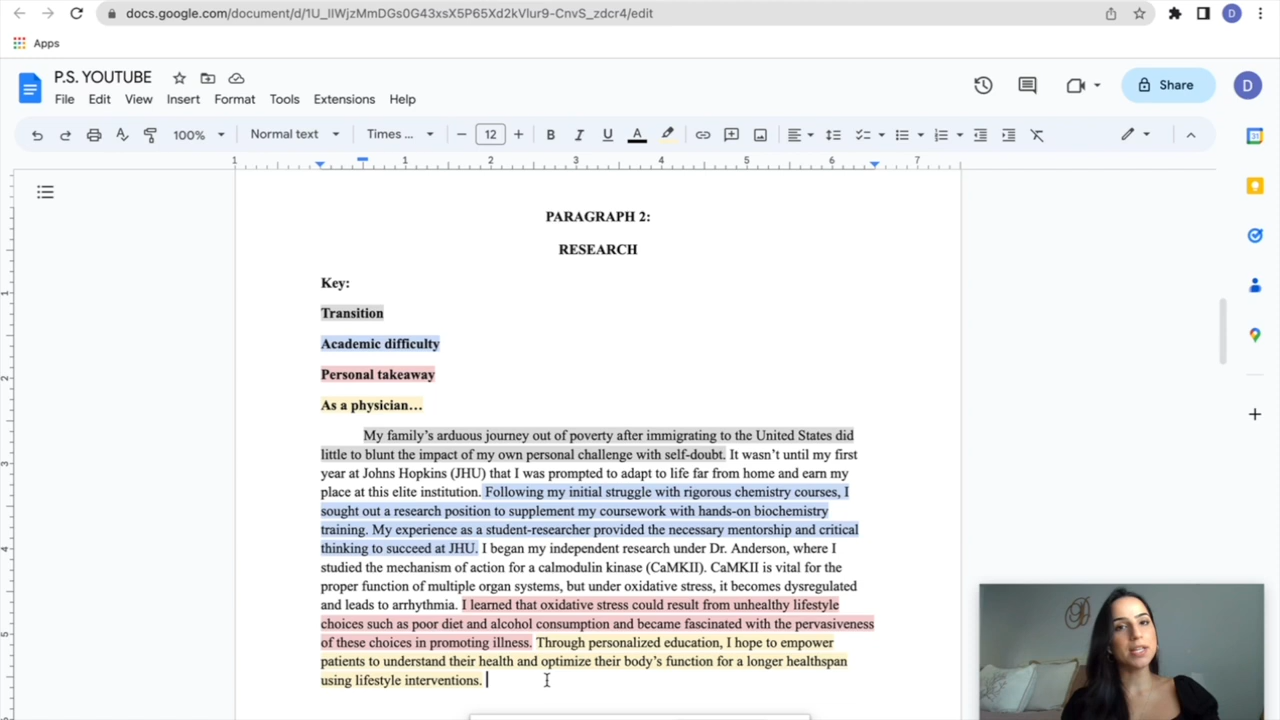 docs.google.com/document/d/1U_lIWjzMmDGs0G43xsX5P65Xd2kVlur9-CnvS_zdcr4/edit
D
Apps
P.S. YOUTUBE
File Edit View Insert Format Tools Extensions Help
Share
D
100% Normal text Times ... 12 B I U A
1 1 2 3 4 5 6 7
PARAGRAPH 2:
RESEARCH
Key:
Transition
Academic difficulty
Personal takeaway
As a physician…
My family’s arduous journey out of poverty after immigrating to the United States did
little to blunt the impact of my own personal challenge with self-doubt. It wasn’t until my first
year at Johns Hopkins (JHU) that I was prompted to adapt to life far from home and earn my
place at this elite institution. Following my initial struggle with rigorous chemistry courses, I
sought out a research position to supplement my coursework with hands-on biochemistry
training. My experience as a student-researcher provided the necessary mentorship and critical
thinking to succeed at JHU. I began my independent research under Dr. Anderson, where I
studied the mechanism of action for a calmodulin kinase (CaMKII). CaMKII is vital for the
proper function of multiple organ systems, but under oxidative stress, it becomes dysregulated
and leads to arrhythmia. I learned that oxidative stress could result from unhealthy lifestyle
choices such as poor diet and alcohol consumption and became fascinated with the pervasiveness
of these choices in promoting illness. Through personalized education, I hope to empower
patients to understand their health and optimize their body’s function for a longer healthspan
using lifestyle interventions.